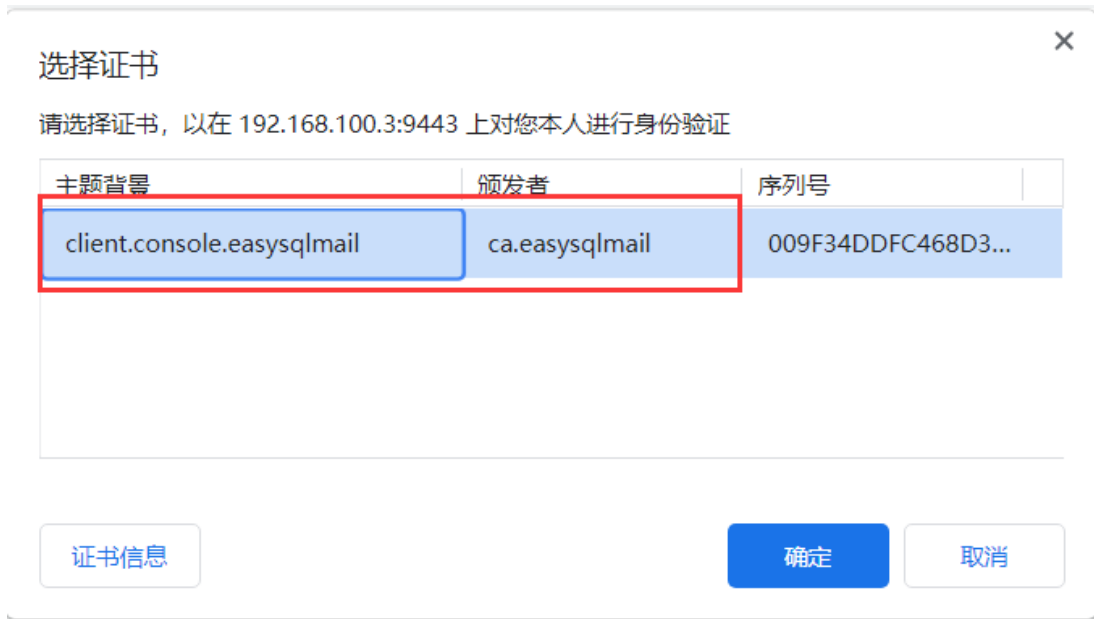 选择证书
请选择证书，以在 192.168.100.3:9443 上对您本人进行身份验证
主题背景 颁发者 序列号
client.console.easysqlmail ca.easysqlmail 009F34DDFC468D3...
证书信息 确定 取消